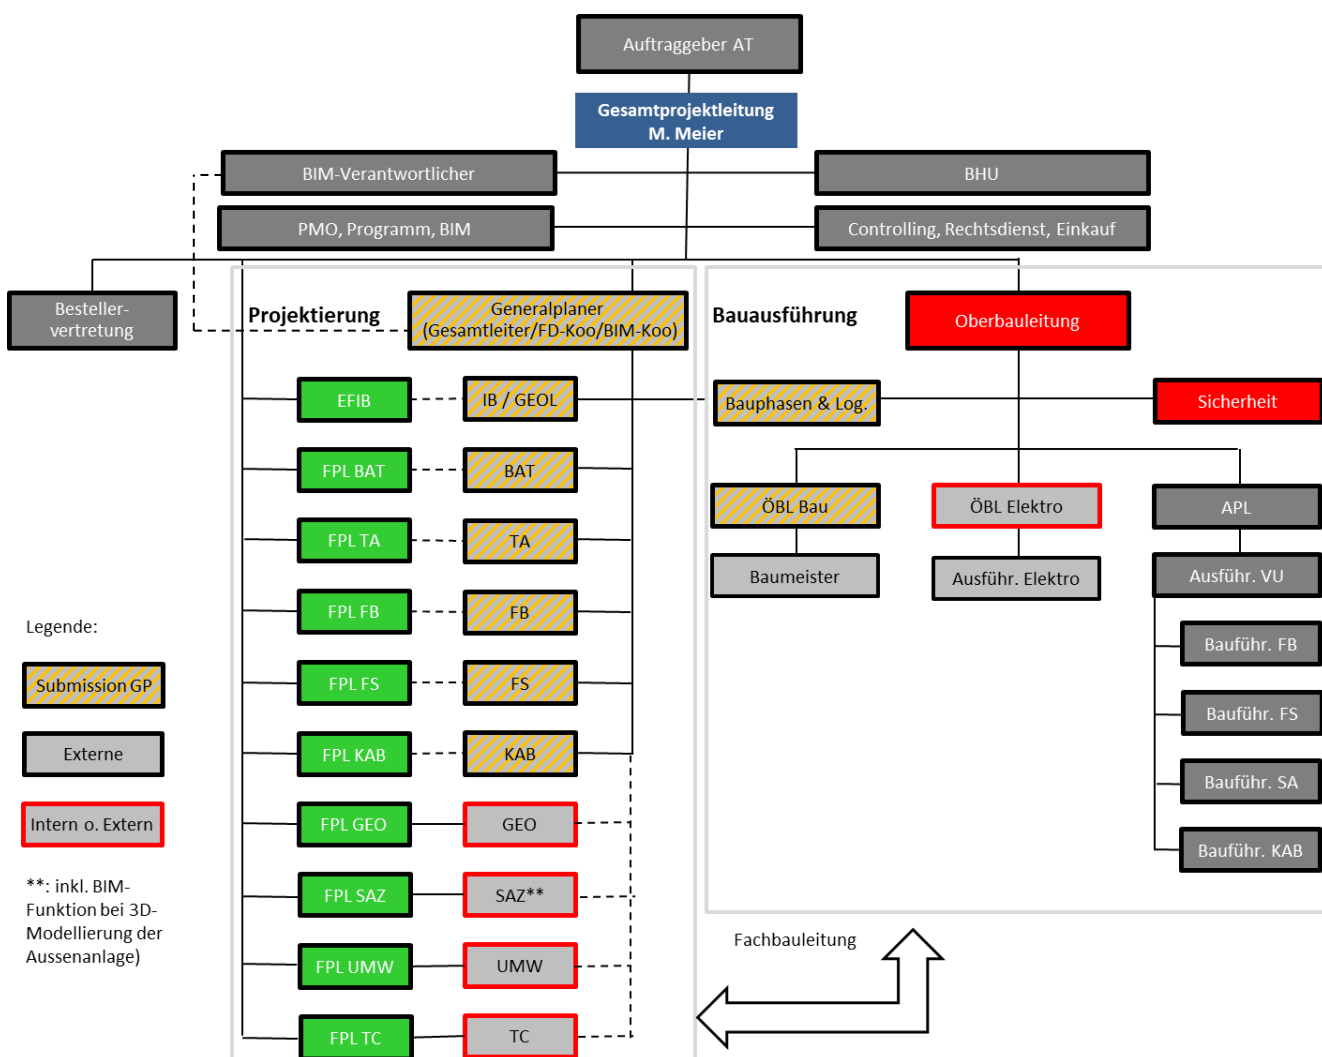 Auftraggeber AT
Gesamtprojektleitung
M. Meier
BIM-Verantwortlicher
BHU
PMO, Programm, BIM
Controlling, Rechtsdienst, Einkauf
Besteller-
vertretung
Projektierung
Generalplaner
(Gesamtleiter/FD-Koo/BIM-Koo)
Bauausführung
Oberbauleitung
EFIB
IB / GEOL
Bauphasen & Log.
Sicherheit
FPL BAT
BAT
FPL TA
TA
FPL FB
FB
FPL FS
FS
FPL KAB
KAB
FPL GEO
GEO
FPL SAZ
SAZ**
FPL UMW
UMW
FPL TC
TC
ÖBL Bau
ÖBL Elektro
APL
Baumeister
Ausführ. Elektro
Ausführ. VU
Bauführ. FB
Bauführ. FS
Bauführ. SA
Bauführ. KAB
Fachbauleitung
Legende:
Submission GP
Externe
Intern o. Extern
**: inkl. BIM-
Funktion bei 3D-
Modellierung der
Aussenanlage)